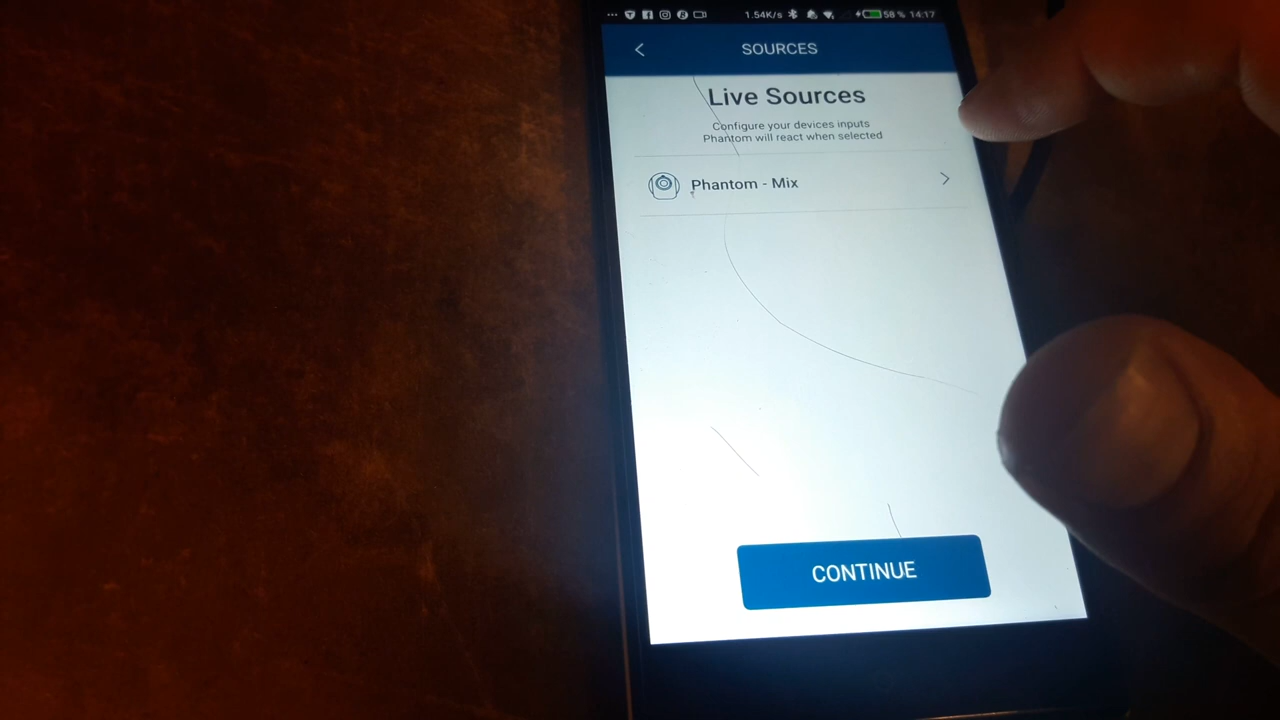 1.54K/s 58 % 14:17
SOURCES
Live Sources
Configure your devices inputs
Phantom will react when selected
Phantom - Mix
CONTINUE